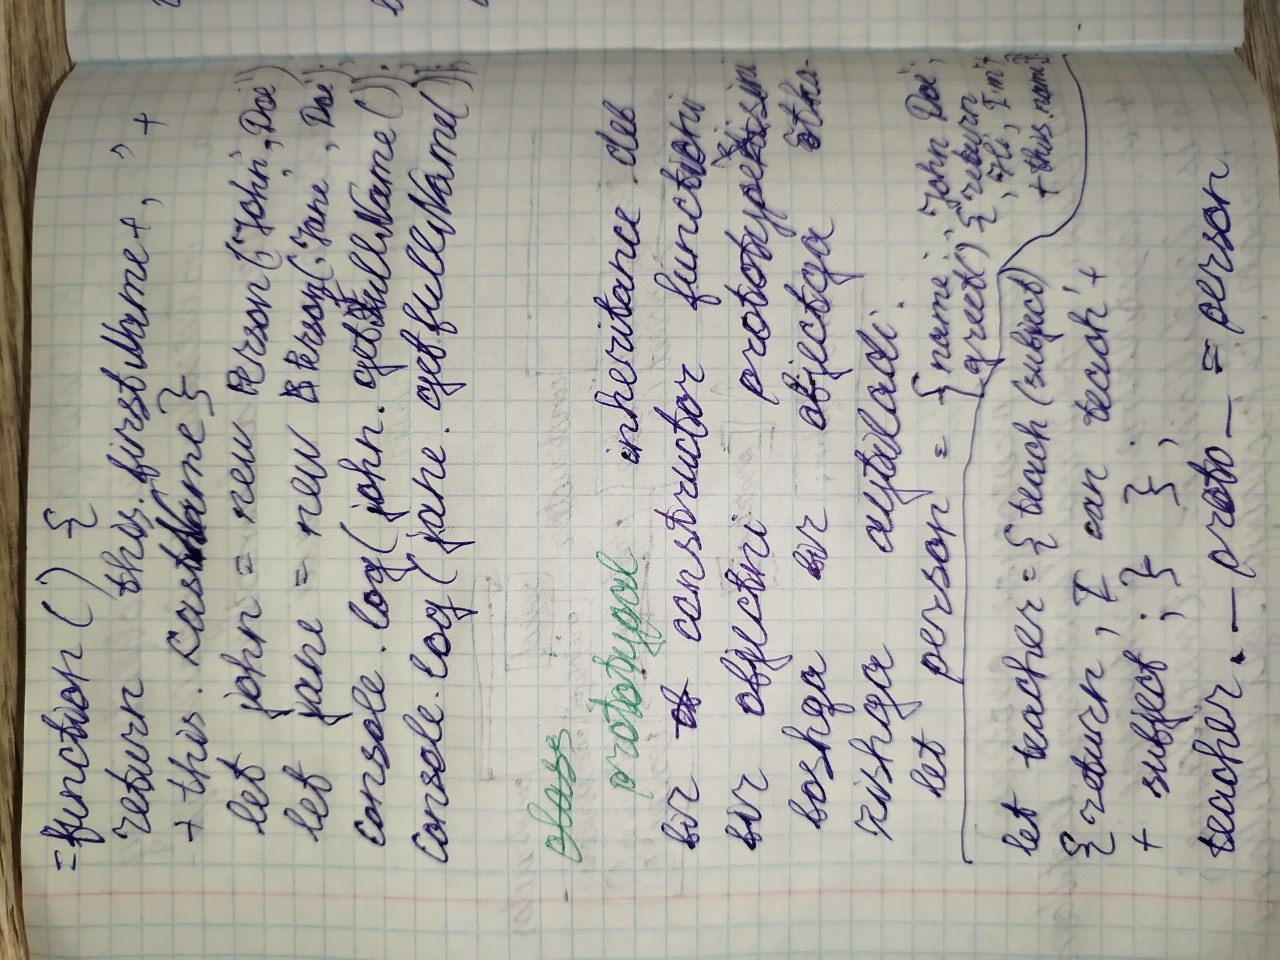 = function () {
return this.firstName + ' ' +
+ this. LastName }
let john = new Person('John', Doe')
let jane = new Person('Jane', Doe');
console.log(john.getfullName());
console.log(jane.getfullName());
class
prototypal inheritance deb
bir constructor functioni
bir objectini prototypeisini
boshqa bir objectga o'tka-
zishga aytiladi.
let person = {name: 'John Doe',
greet() {return
'Hi, I'm' +
+ this.name}}
let teacher = { teach (subject)
{ return 'I can teach' +
+ subject ; } };
teacher.__proto__ = person